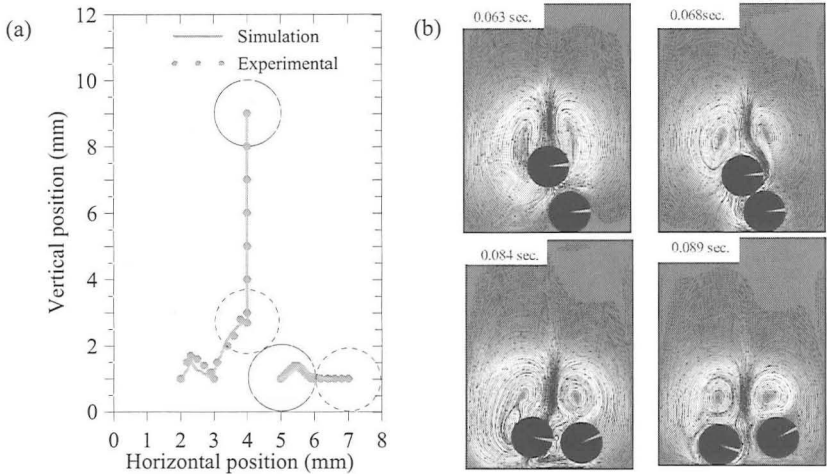 (a)
12
10
8
6
4
2
0
Vertical position (mm)
Simulation
Experimental
0 1 2 3 4 5 6 7 8
Horizontal position (mm)
(b)
0.063 sec.
0.068sec.
0.084 sec.
0.089 sec.